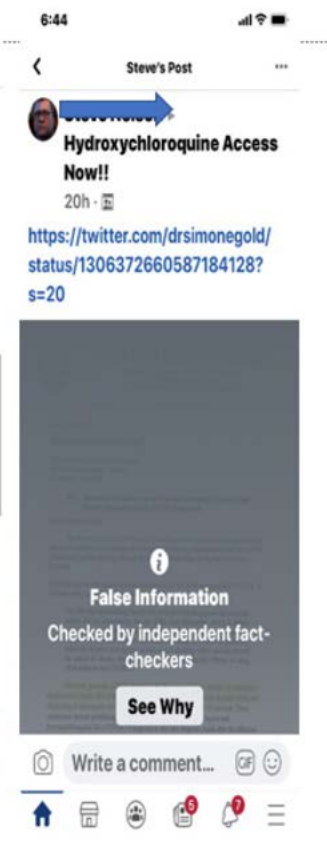 6:44
Steve's Post
Hydroxychloroquine Access
Now!!
20h ·
https://twitter.com/drsimonegold/
status/1306372660587184128?
s=20
False Information
Checked by independent fact-
checkers
See Why
Write a comment...
GIF
5
7